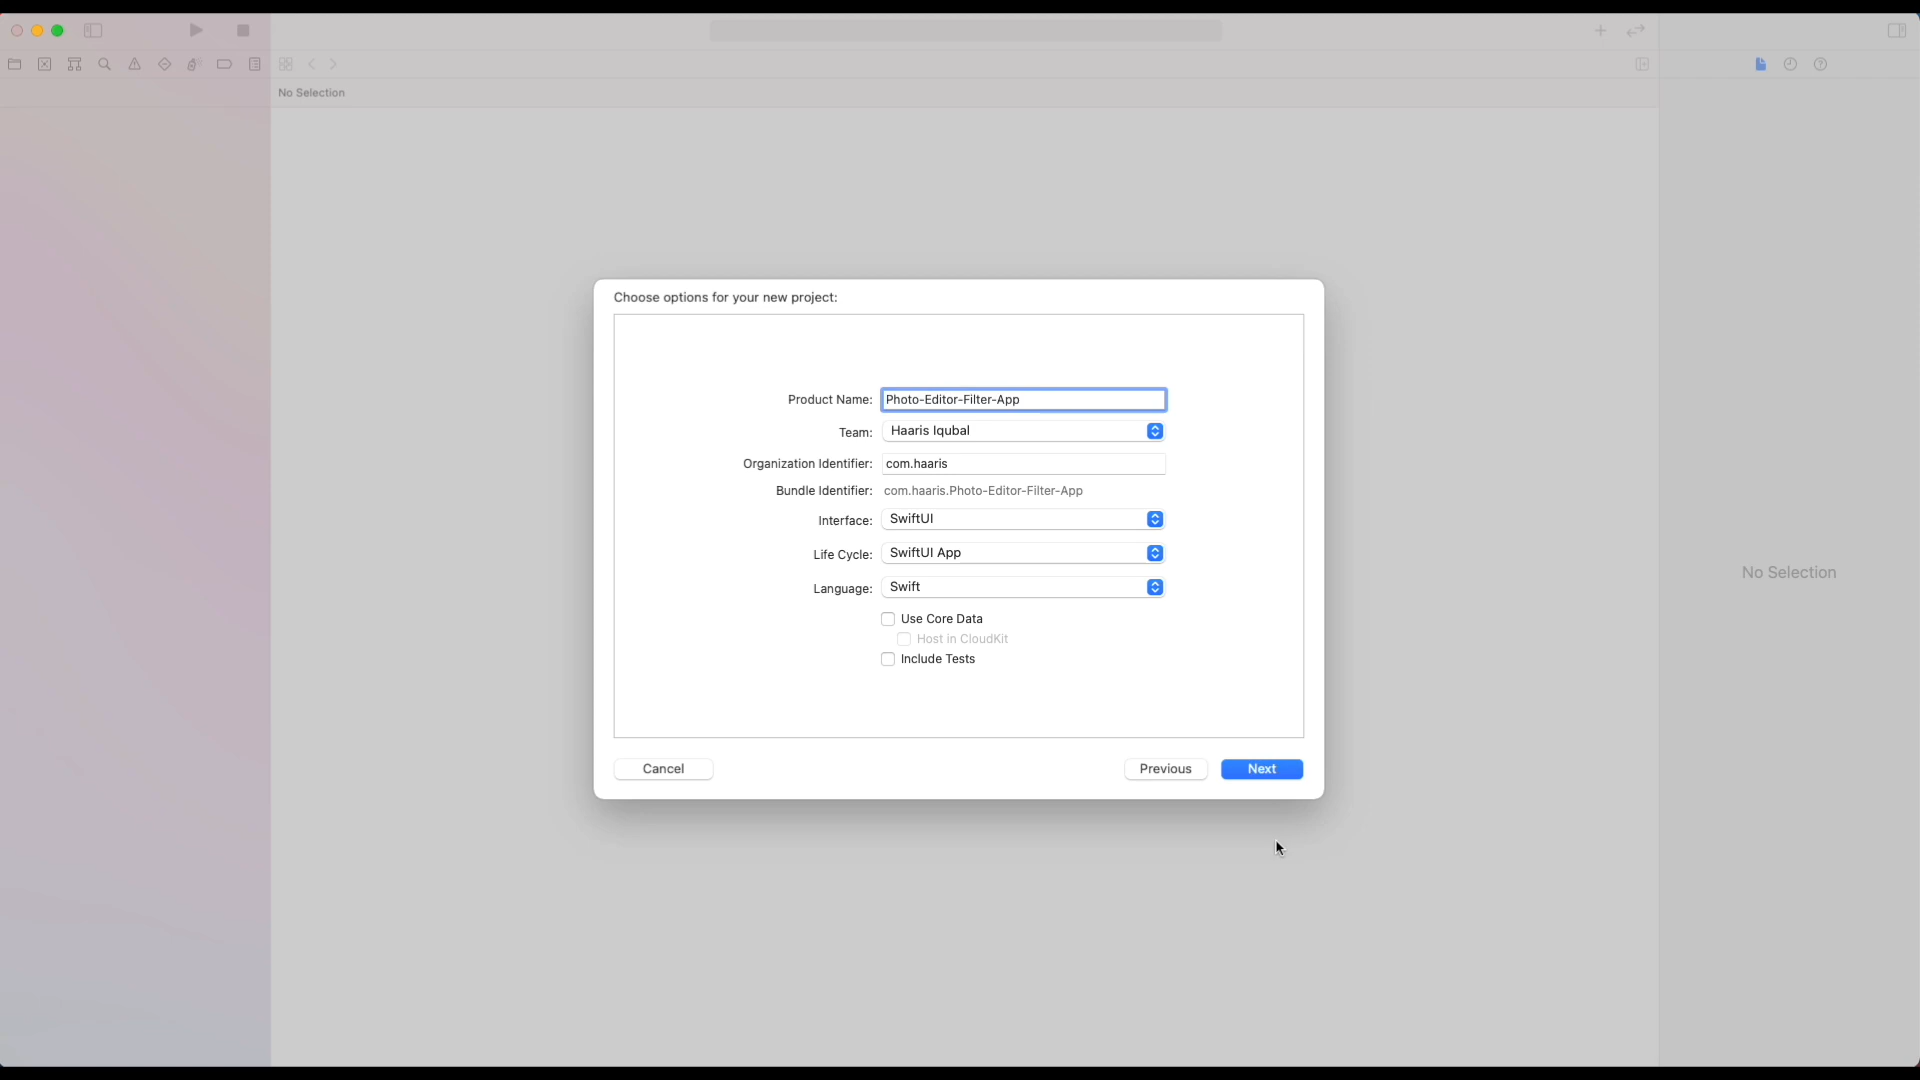 No Selection
Choose options for your new project:
Product Name: Photo-Editor-Filter-App
Team: Haaris Iqubal
Organization Identifier: com.haaris
Bundle Identifier: com.haaris.Photo-Editor-Filter-App
Interface: SwiftUI
Life Cycle: SwiftUI App
Language: Swift
Use Core Data
Host in CloudKit
Include Tests
Cancel Previous Next
No Selection